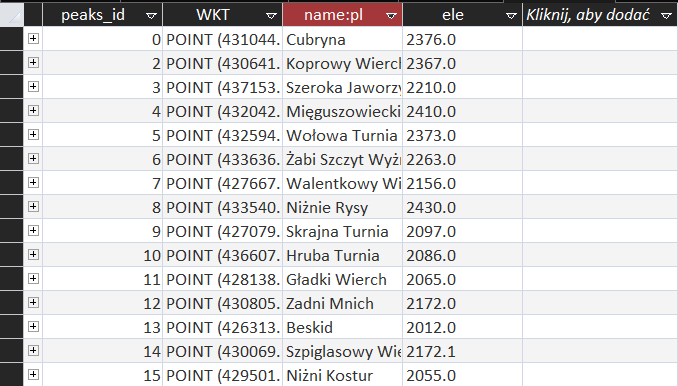 peaks_id WKT name:pl ele Kliknij, aby dodać
0 POINT (431044. Cubryna 2376.0
2 POINT (430641. Koprowy Wierch 2367.0
3 POINT (437153. Szeroka Jaworzy 2210.0
4 POINT (432042. Mięguszowiecki 2410.0
5 POINT (432594. Wołowa Turnia 2373.0
6 POINT (433636. Żabi Szczyt Wyżn 2263.0
7 POINT (427667. Walentkowy Wi 2156.0
8 POINT (433540. Niżnie Rysy 2430.0
9 POINT (427079. Skrajna Turnia 2097.0
10 POINT (436607. Hruba Turnia 2086.0
11 POINT (428138. Gładki Wierch 2065.0
12 POINT (430805. Zadni Mnich 2172.0
13 POINT (426313. Beskid 2012.0
14 POINT (430069. Szpiglasowy Wie 2172.1
15 POINT (429501. Niżni Kostur 2055.0